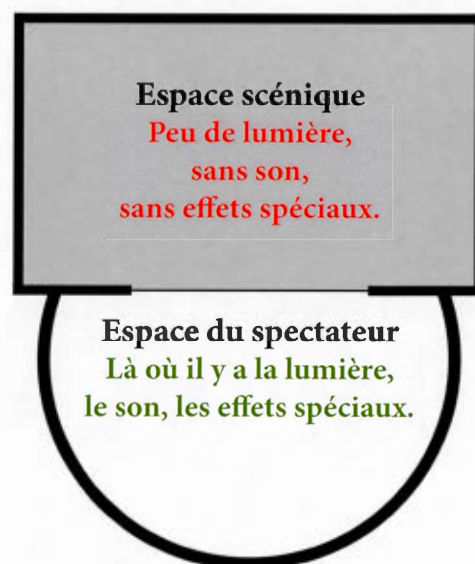 Espace scénique
Peu de lumière,
sans son,
sans effets spéciaux.
Espace du spectateur
Là où il y a la lumière,
le son, les effets spéciaux.